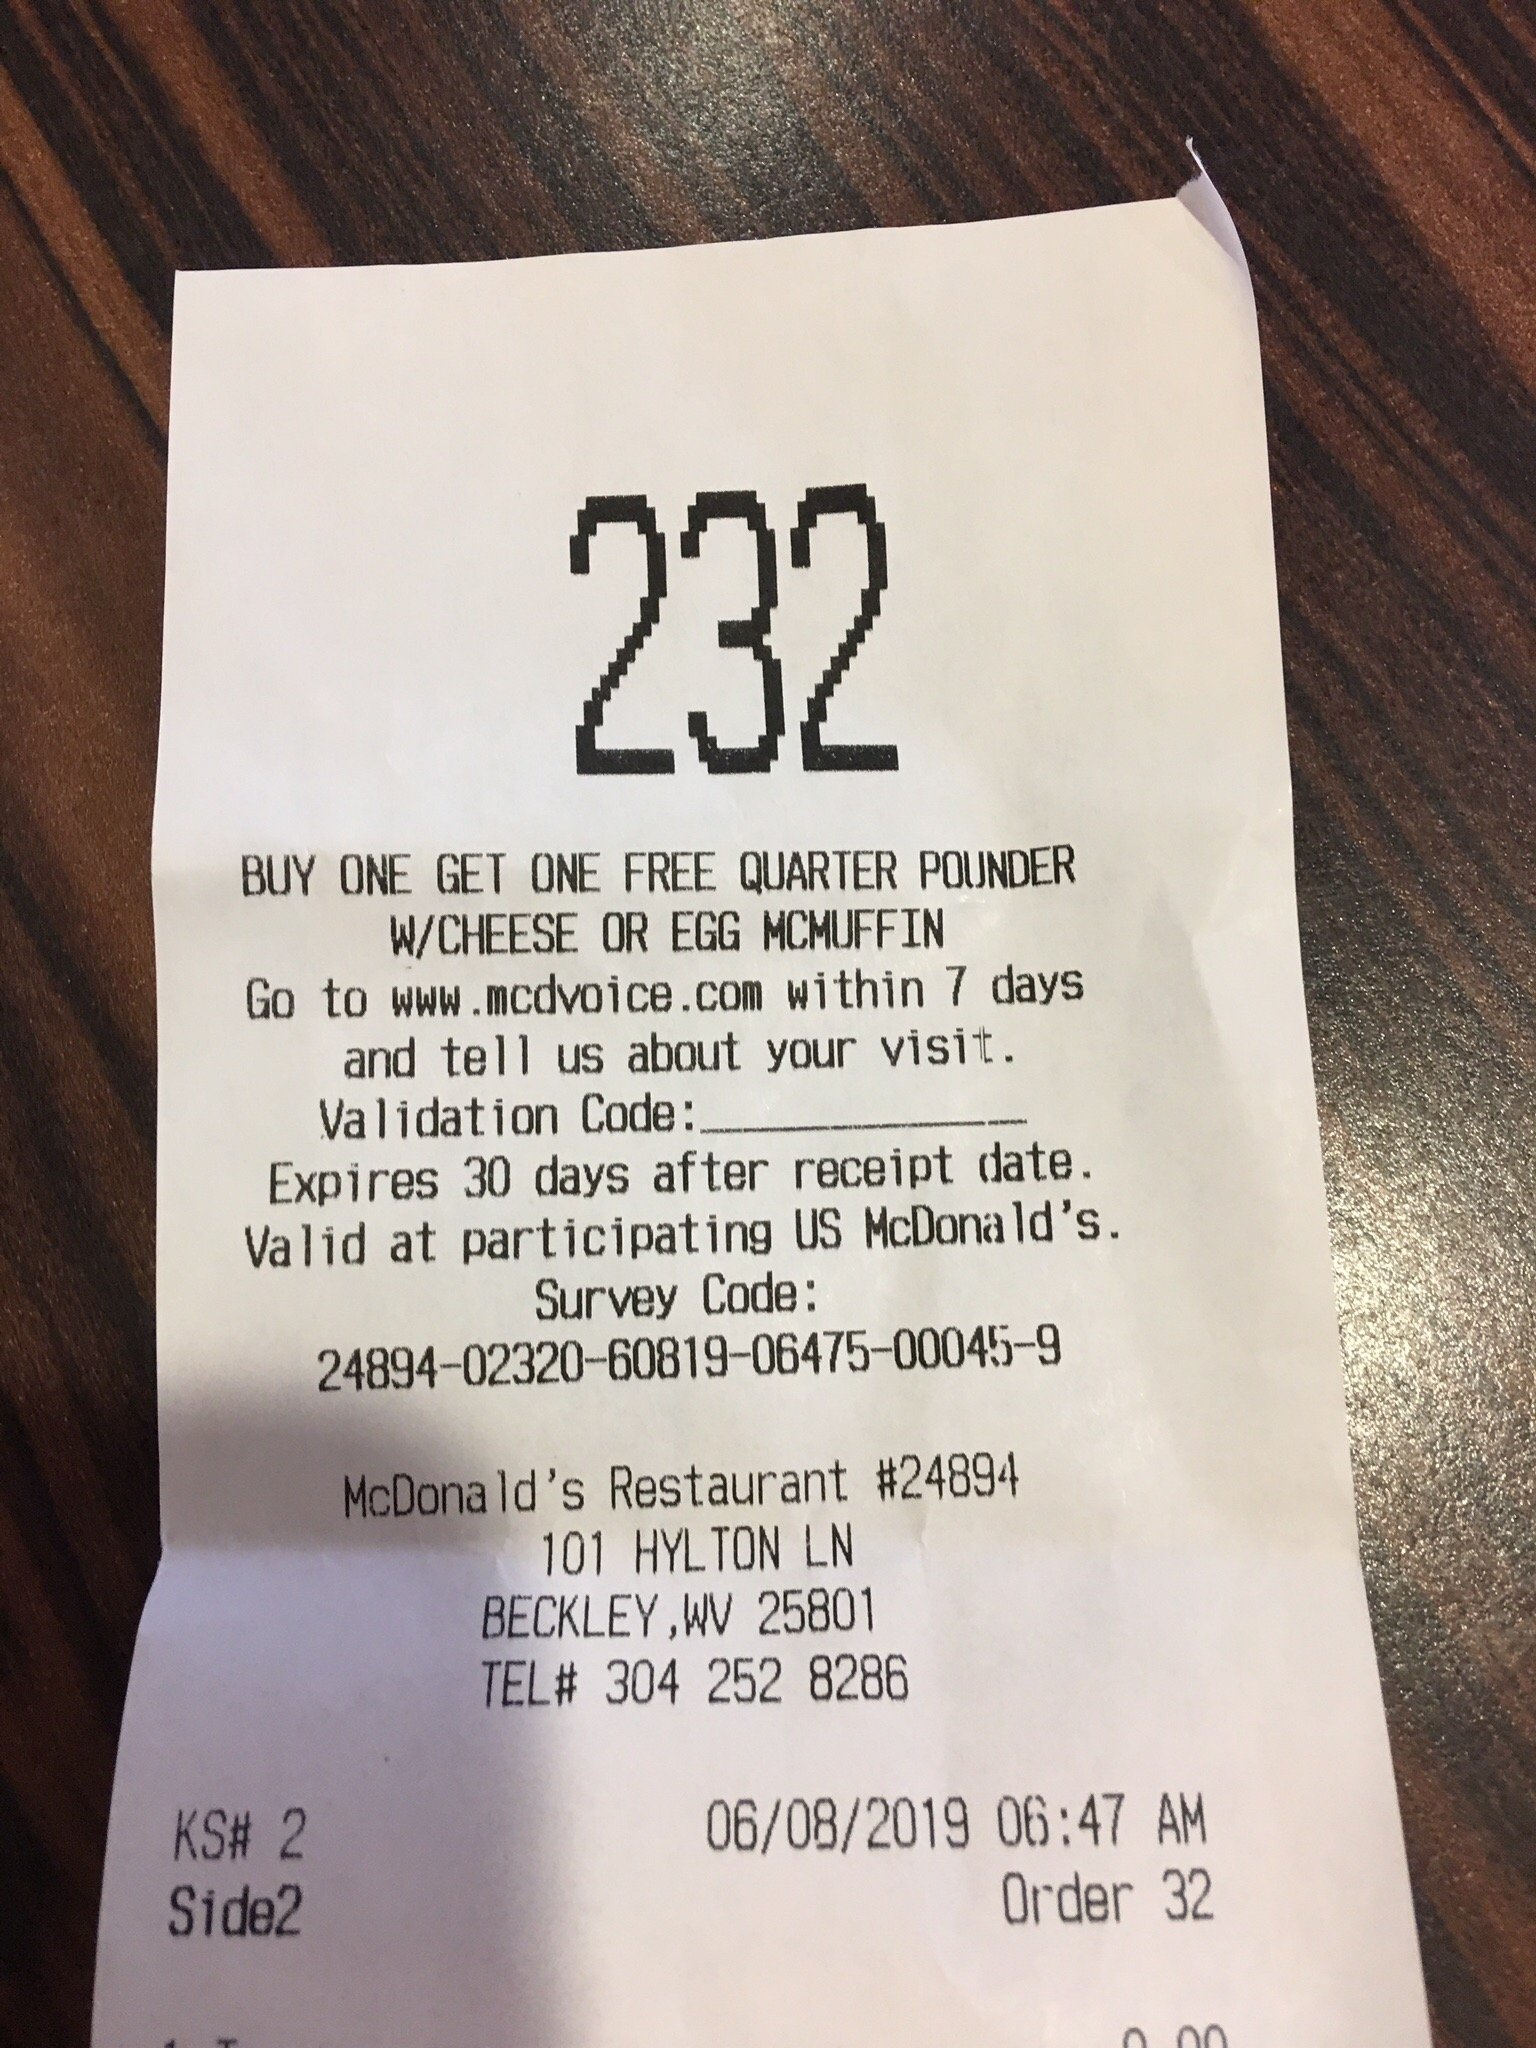 232
BUY ONE GET ONE FREE QUARTER POUNDER
W/CHEESE OR EGG MCMUFFIN
Go to www.mcdvoice.com within 7 days
and tell us about your visit.
Validation Code:____________
Expires 30 days after receipt date.
Valid at participating US McDonald's.
Survey Code:
24894-02320-60819-06475-00045-9
McDonald's Restaurant #24894
101 HYLTON LN
BECKLEY,WV 25801
TEL# 304 252 8286
KS# 2 06/08/2019 06:47 AM
Side2 Order 32